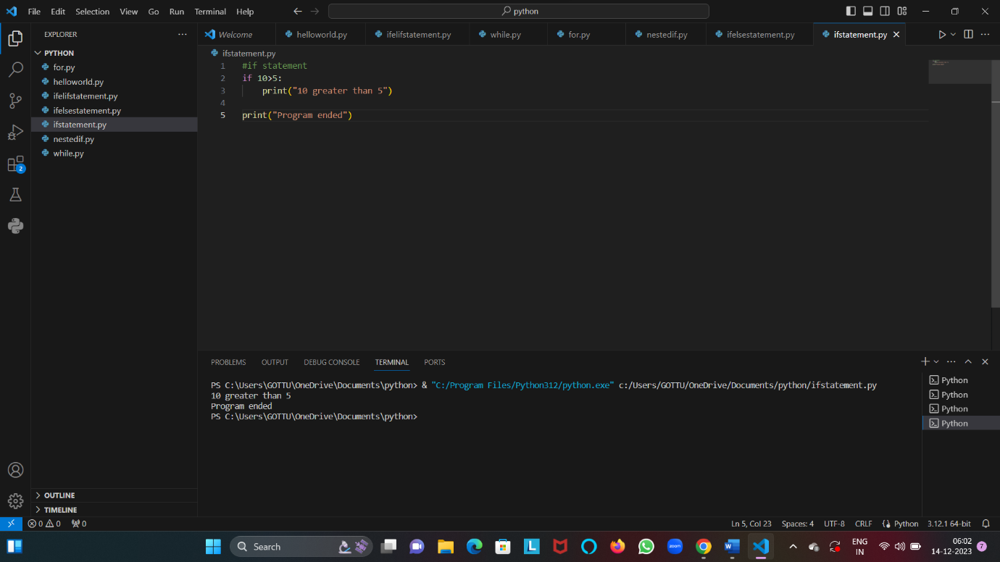 File Edit Selection View Go Run Terminal Help
python
EXPLORER
PYTHON
for.py
helloworld.py
ifelifstatement.py
ifelsestatement.py
ifstatement.py
nestedif.py
while.py
2
OUTLINE
TIMELINE
Welcome helloworld.py ifelifstatement.py while.py for.py nestedif.py ifelsestatement.py ifstatement.py
ifstatement.py
1 #if statement
2 if 10>5:
3 print("10 greater than 5")
4
5 print("Program ended")
PROBLEMS OUTPUT DEBUG CONSOLE TERMINAL PORTS
PS C:\Users\GOTTU\OneDrive\Documents\python> & "C:/Program Files/Python312/python.exe" c:/Users/GOTTU/OneDrive/Documents/python/ifstatement.py
10 greater than 5
Program ended
PS C:\Users\GOTTU\OneDrive\Documents\python>
Python
Python
Python
Python
0 0 0 Ln 5, Col 23 Spaces: 4 UTF-8 CRLF Python 3.12.1 64-bit
Search
L
zoom
W
ENG
IN
06:02
14-12-2023
7